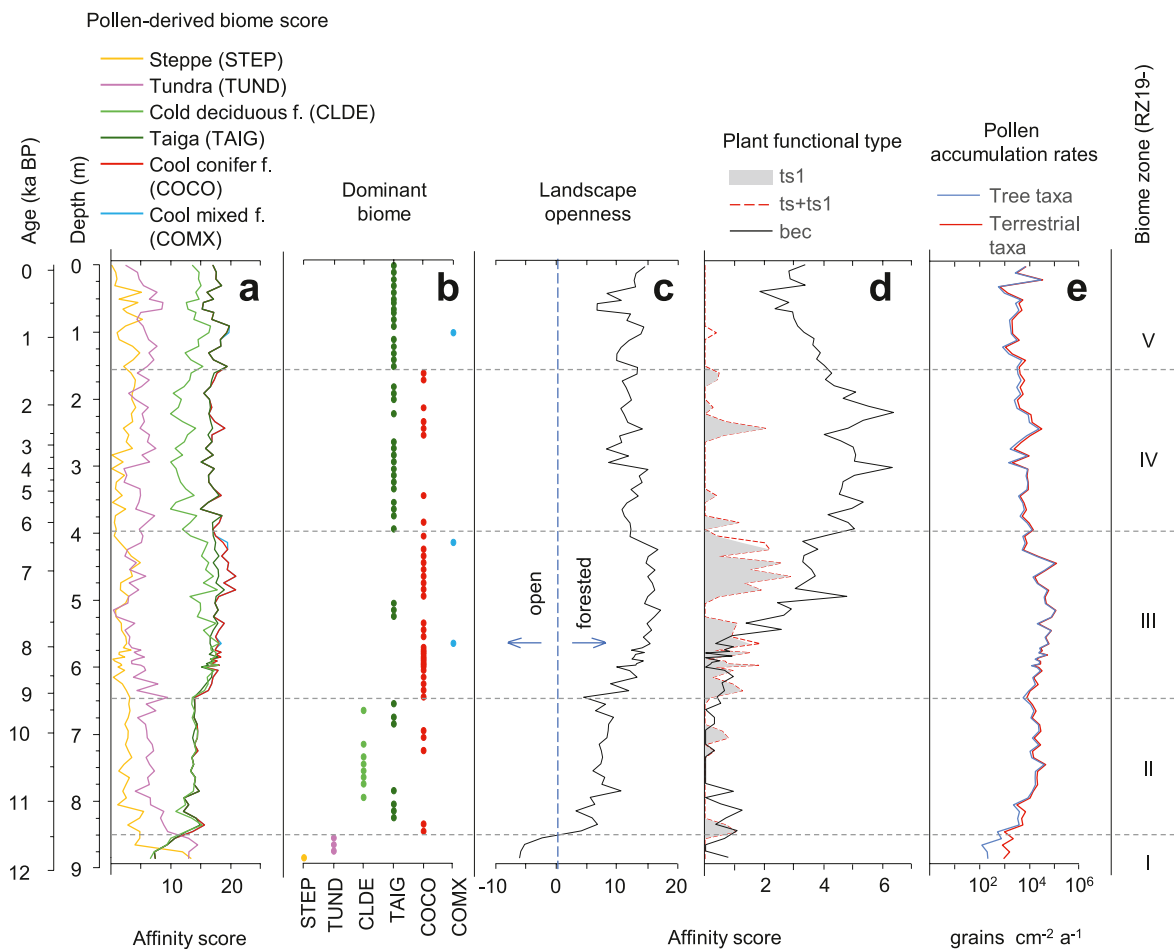 Pollen-derived biome score
Steppe (STEP)
Tundra (TUND)
Cold deciduous f. (CLDE)
Taiga (TAIG)
Cool conifer f.
(COCO)
Cool mixed f.
(COMX)
Dominant
biome
Landscape
openness
Plant functional type
ts1
ts+ts1
bec
Pollen
accumulation rates
Tree taxa
Terrestrial
taxa
Age (ka BP)
Depth (m)
Biome zone (RZ19-)
0
1
2
3
4
5
6
7
8
9
10
11
12
0
1
2
3
4
5
6
7
8
9
a
b
c
d
e
open
forested
V
IV
III
II
I
10
20
STEP
TUND
CLDE
TAIG
COCO
COMX
-10
0
10
20
2
4
6
10²
10⁴
10⁶
Affinity score
Affinity score
grains cm⁻² a⁻¹